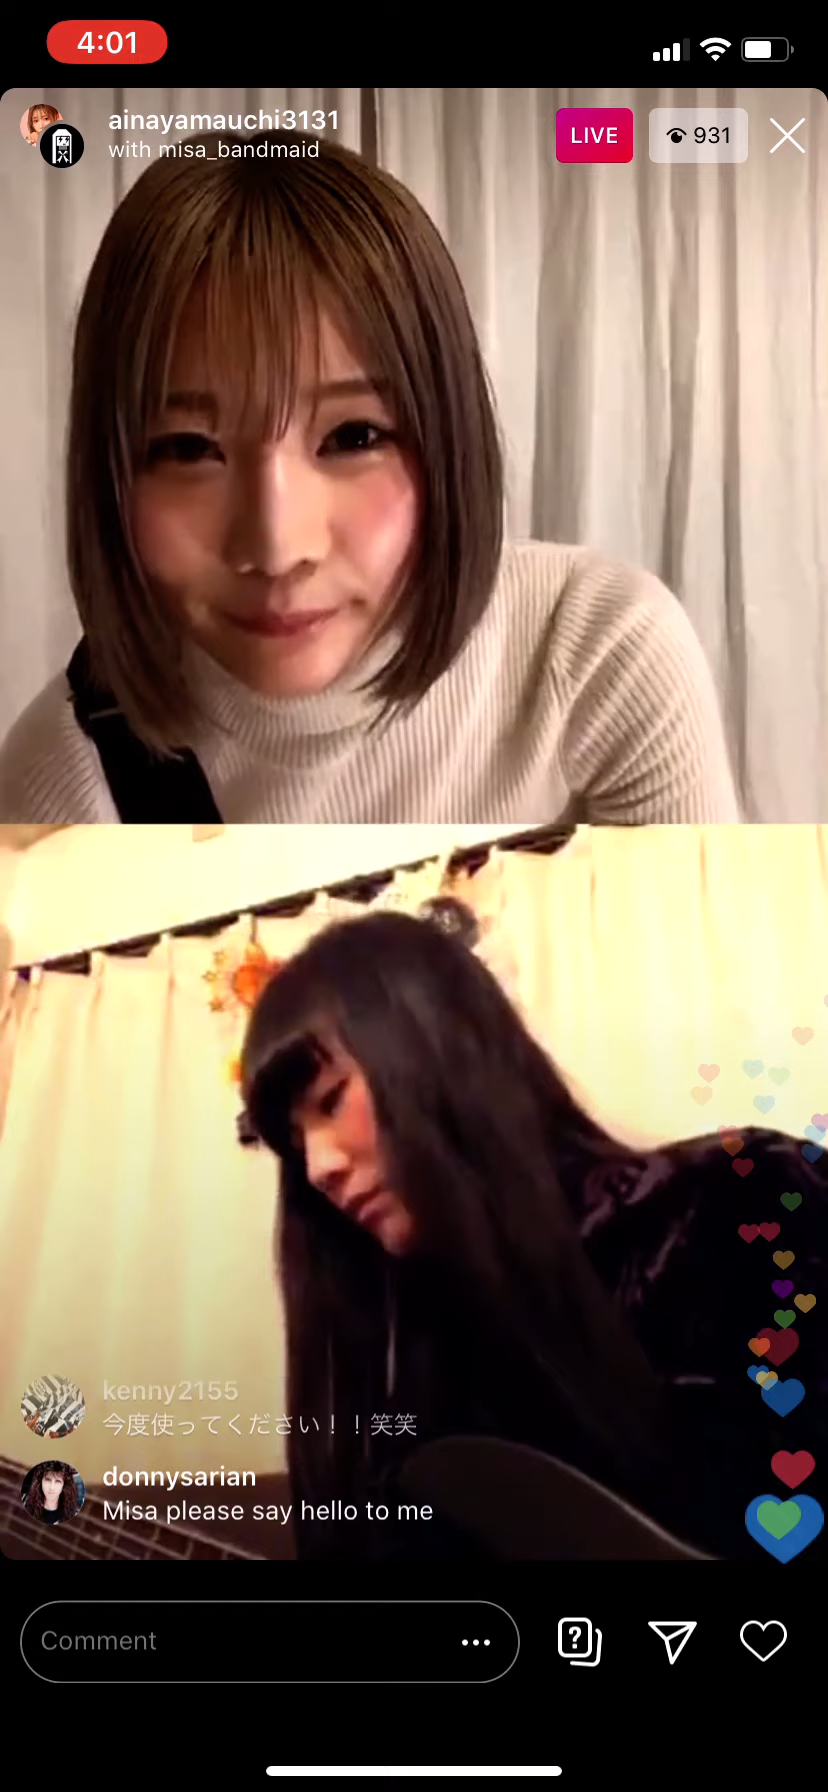 4:01
ainayamauchi3131
with misa_bandmaid
LIVE
931
kenny2155
今度使ってください！！笑笑
donnysarian
Misa please say hello to me
Comment